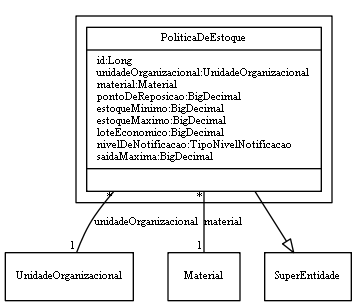 PoliticaDeEstoque
id:Long
unidadeOrganizacional:UnidadeOrganizacional
material:Material
pontoDeReposicao:BigDecimal
estoqueMinimo:BigDecimal
estoqueMaximo:BigDecimal
loteEconomico:BigDecimal
nivelDeNotificacao:TipoNivelNotificacao
saidaMaxima:BigDecimal
* *
unidadeOrganizacional material
1 1
UnidadeOrganizacional Material SuperEntidade